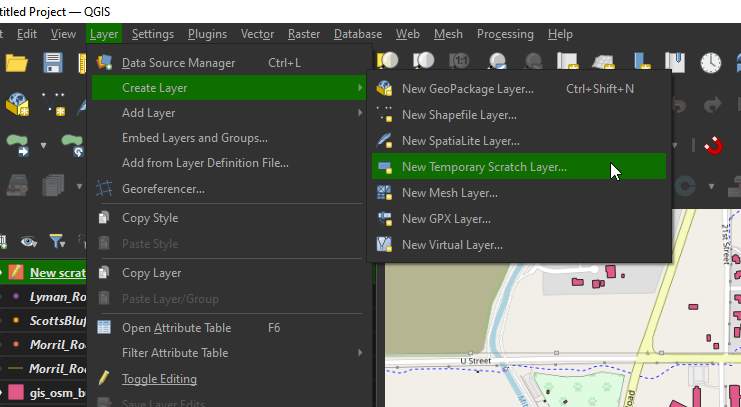 titled Project — QGIS
t Edit View Layer Settings Plugins Vector Raster Database Web Mesh Processing Help
Data Source Manager Ctrl+L
Create Layer
Add Layer
Embed Layers and Groups...
Add from Layer Definition File...
Georeferencer...
Copy Style
Paste Style
Copy Layer
Paste Layer/Group
Open Attribute Table F6
Filter Attribute Table
Toggle Editing
Save Layer Edits
New GeoPackage Layer... Ctrl+Shift+N
New Shapefile Layer...
New SpatiaLite Layer...
New Temporary Scratch Layer...
New Mesh Layer...
New GPX Layer...
New Virtual Layer...
New scrat
Lyman_Ro
ScottsBluf
Morril_Ro
Morril_Ro
gis_osm_b
21st Street
U Street